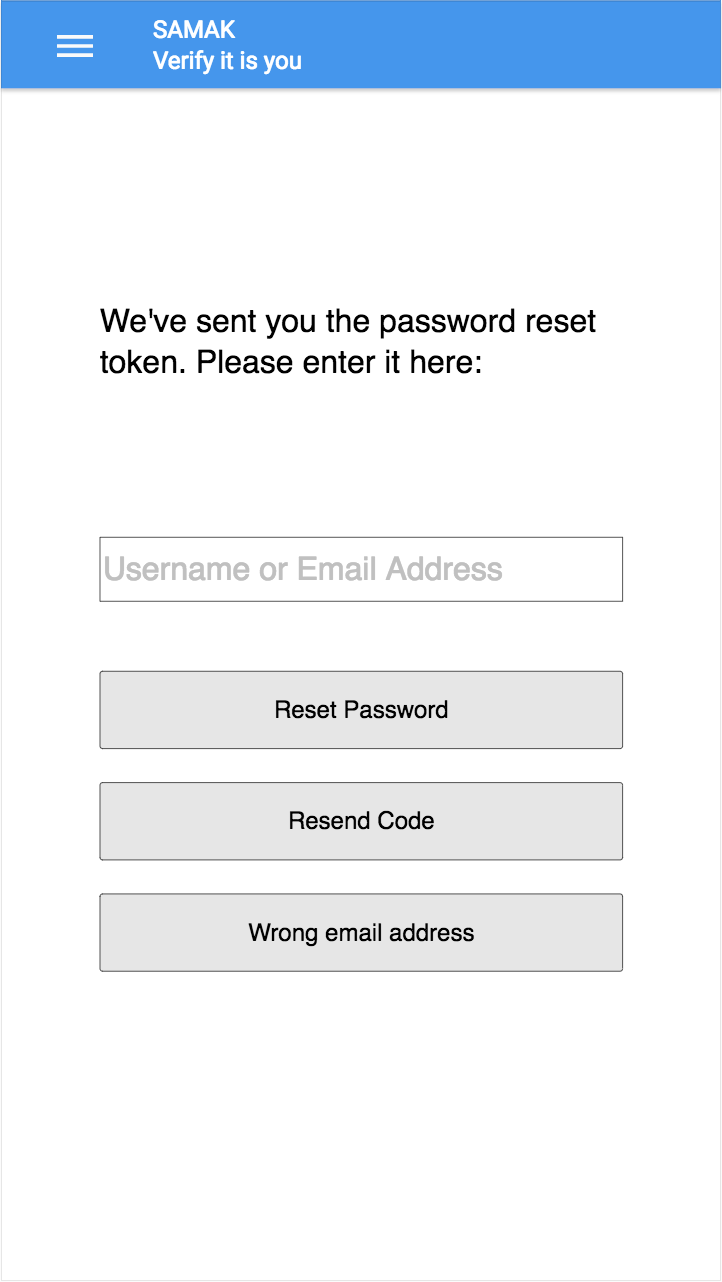 SAMAK
Verify it is you
We've sent you the password reset
token. Please enter it here:
Username or Email Address
Reset Password
Resend Code
Wrong email address